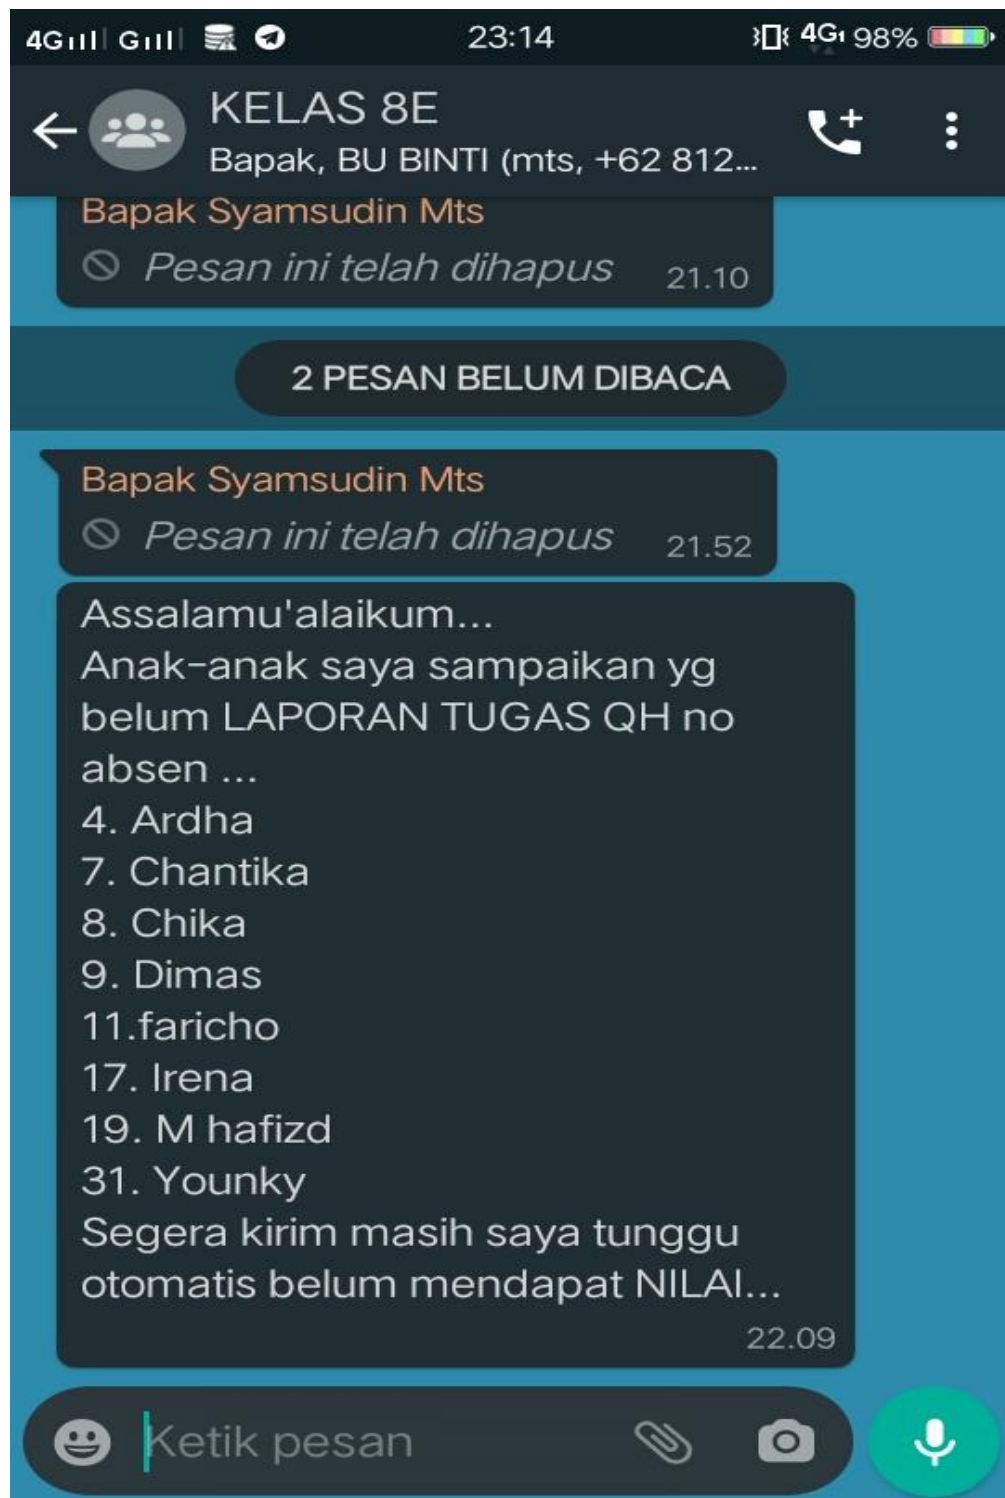 4G G 23:14 4G 98%
KELAS 8E
Bapak, BU BINTI (mts, +62 812...
Bapak Syamsudin Mts
Pesan ini telah dihapus 21.10
2 PESAN BELUM DIBACA
Bapak Syamsudin Mts
Pesan ini telah dihapus 21.52
Assalamu'alaikum...
Anak-anak saya sampaikan yg
belum LAPORAN TUGAS QH no
absen ...
4. Ardha
7. Chantika
8. Chika
9. Dimas
11.faricho
17. Irena
19. M hafizd
31. Younky
Segera kirim masih saya tunggu
otomatis belum mendapat NILAI...
22.09
Ketik pesan